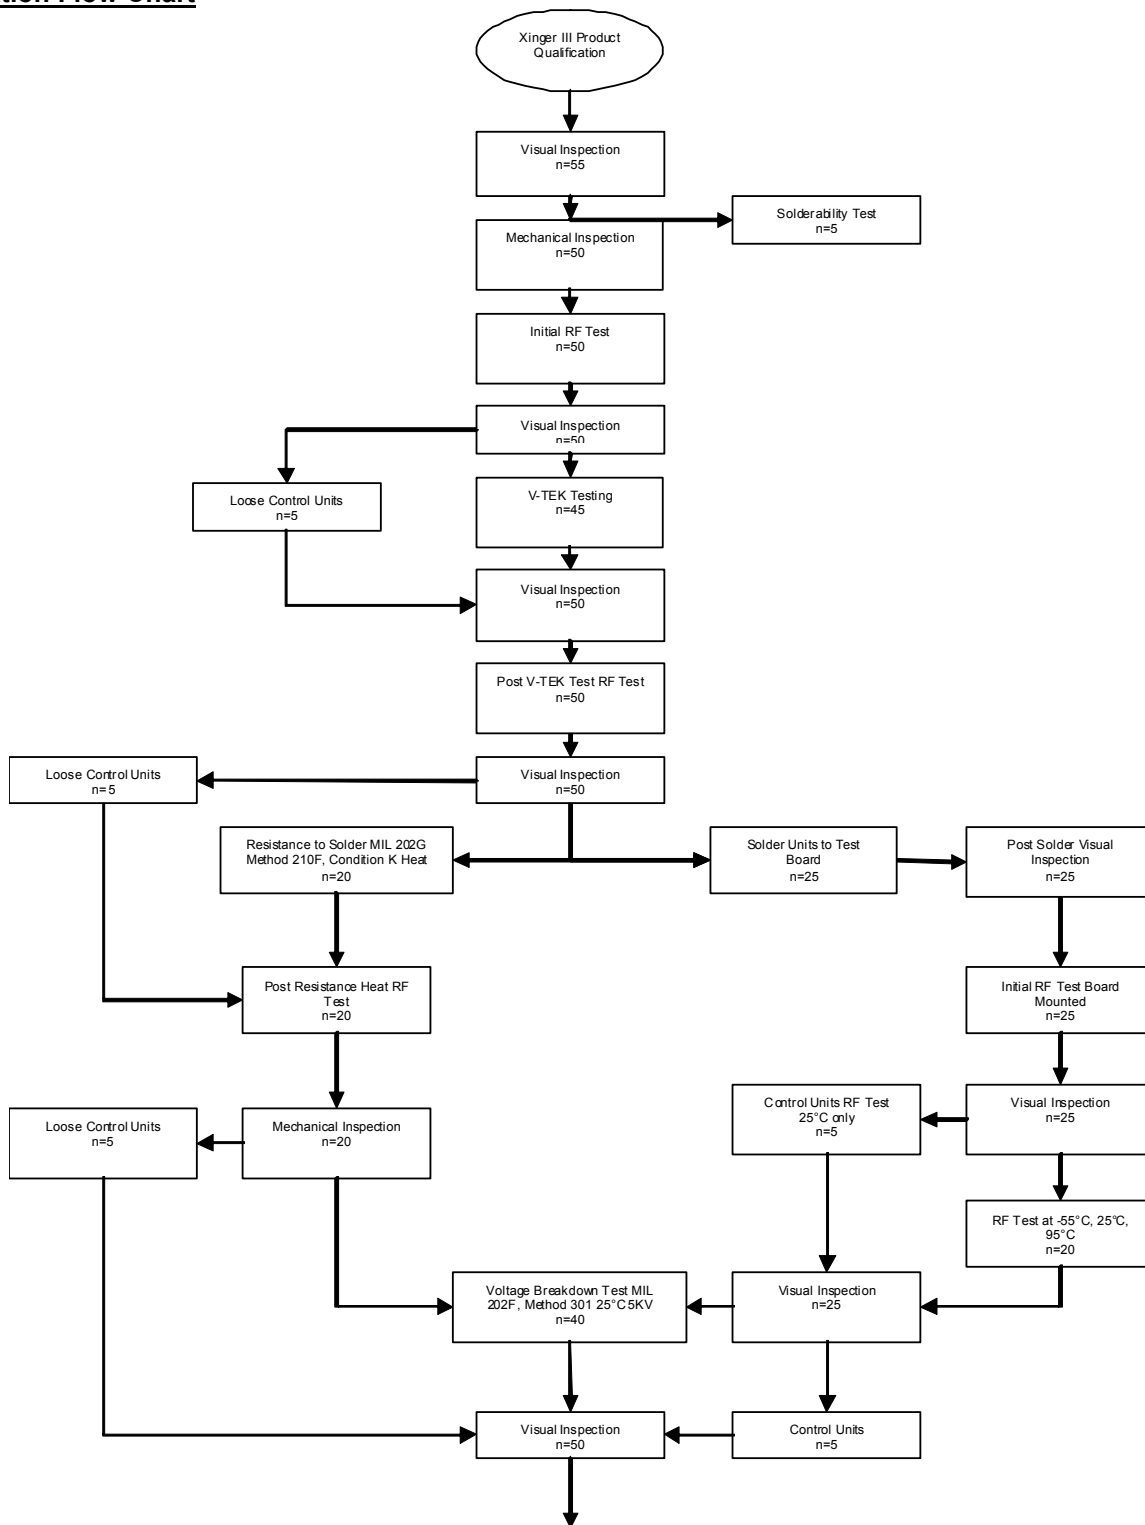 Xinger III Product
Qualification
Visual Inspection
n=55
Solderability Test
n=5
Mechanical Inspection
n=50
Initial RF Test
n=50
Visual Inspection
n=50
Loose Control Units
n=5
V-TEK Testing
n=45
Visual Inspection
n=50
Post V-TEK Test RF Test
n=50
Loose Control Units
n=5
Visual Inspection
n=50
Resistance to Solder MIL 202G
Method 210F, Condition K Heat
n=20
Solder Units to Test
Board
n=25
Post Solder Visual
Inspection
n=25
Post Resistance Heat RF
Test
n=20
Initial RF Test Board
Mounted
n=25
Loose Control Units
n=5
Mechanical Inspection
n=20
Control Units RF Test
25°C only
n=5
Visual Inspection
n=25
RF Test at -55°C, 25°C,
95°C
n=20
Voltage Breakdown Test MIL
202F, Method 301 25°C 5KV
n=40
Visual Inspection
n=25
Visual Inspection
n=50
Control Units
n=5